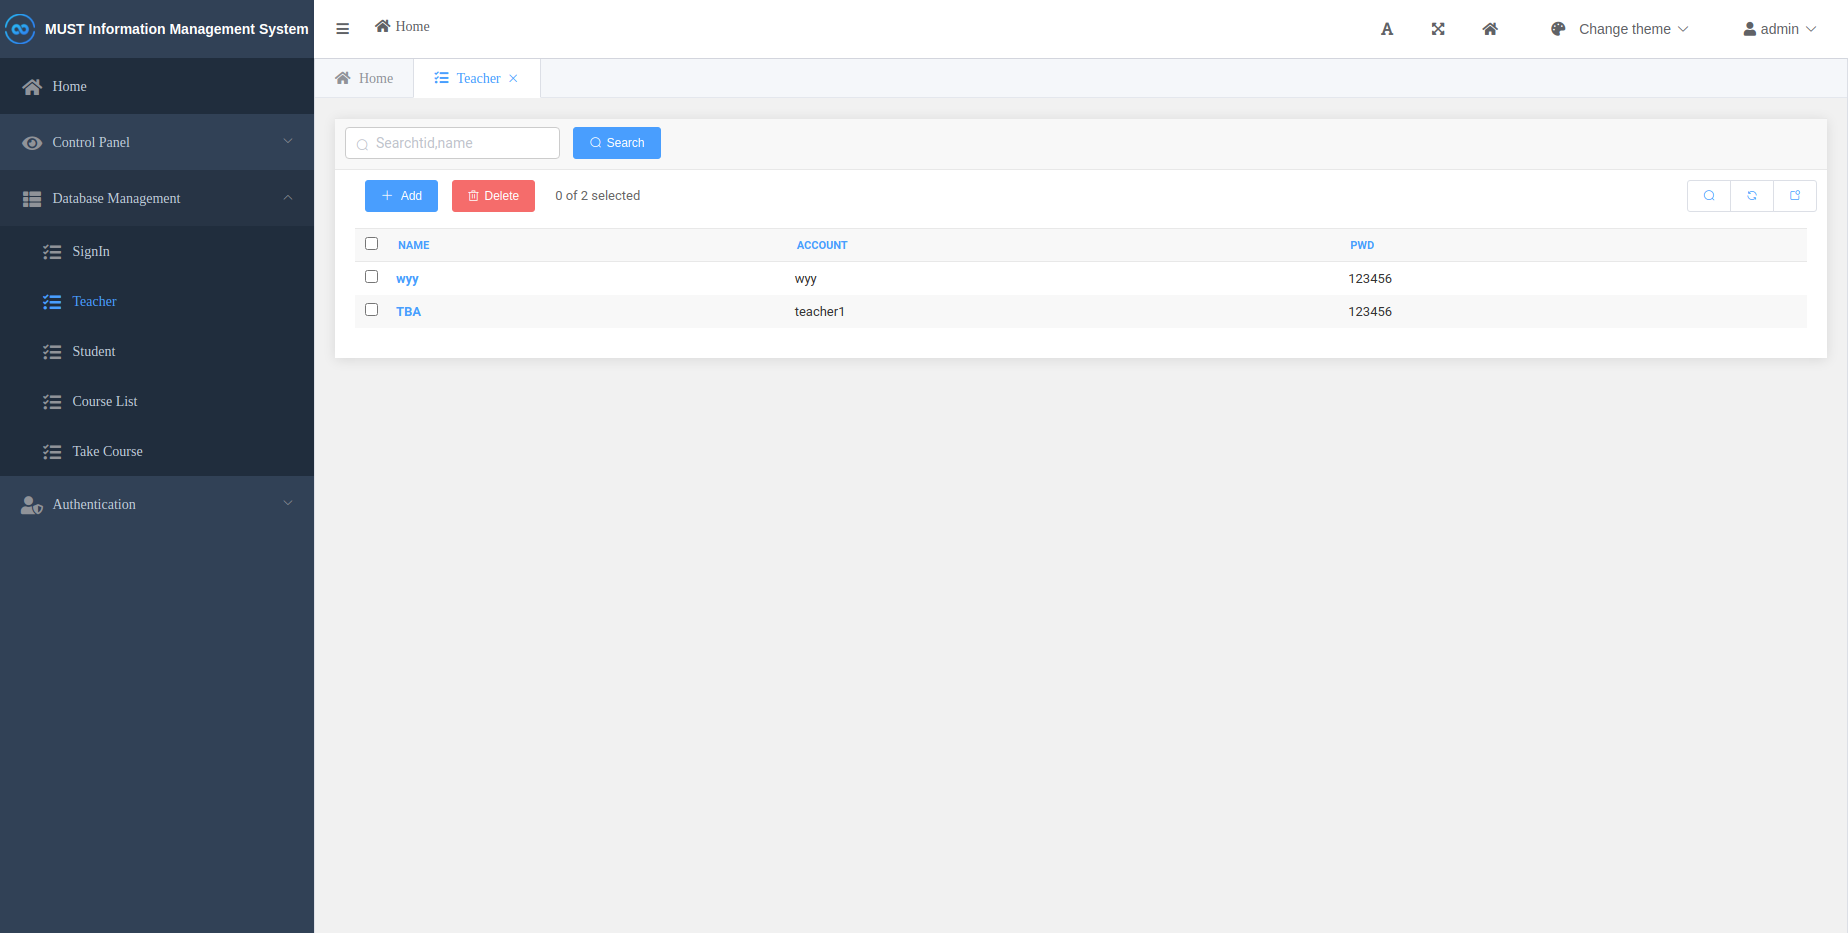 MUST Information Management System
Home
Change theme
admin
Home
Control Panel
Database Management
SignIn
Teacher
Student
Course List
Take Course
Authentication
Home
Teacher
Searchtid,name
Search
Add
Delete
0 of 2 selected
NAME ACCOUNT PWD
wyy wyy 123456
TBA teacher1 123456